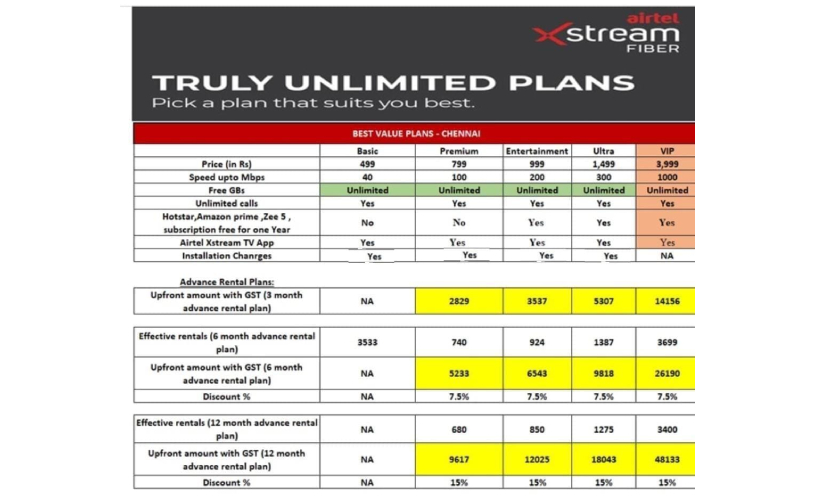 airtel
Xstream
FIBER
TRULY UNLIMITED PLANS
Pick a plan that suits you best.
BEST VALUE PLANS - CHENNAI
Basic Premium Entertainment Ultra VIP
Price (in Rs) 499 799 999 1,499 3,999
Speed upto Mbps 40 100 200 300 1000
Free GBs Unlimited Unlimited Unlimited Unlimited Unlimited
Unlimited calls Yes Yes Yes Yes Yes
Hotstar,Amazon prime ,Zee 5 ,
subscription free for one Year No No Yes Yes Yes
Airtel Xstream TV App Yes Yes Yes Yes Yes
Installation Chanrges Yes Yes Yes Yes NA
Advance Rental Plans:
Upfront amount with GST (3 month
advance rental plan) NA 2829 3537 5307 14156
Effective rentals (6 month advance rental
plan) 3533 740 924 1387 3699
Upfront amount with GST (6 month
advance rental plan) NA 5233 6543 9818 26190
Discount % NA 7.5% 7.5% 7.5% 7.5%
Effective rentals (12 month advance rental
plan) NA 680 850 1275 3400
Upfront amount with GST (12 month
advance rental plan) NA 9617 12025 18043 48133
Discount % NA 15% 15% 15% 15%